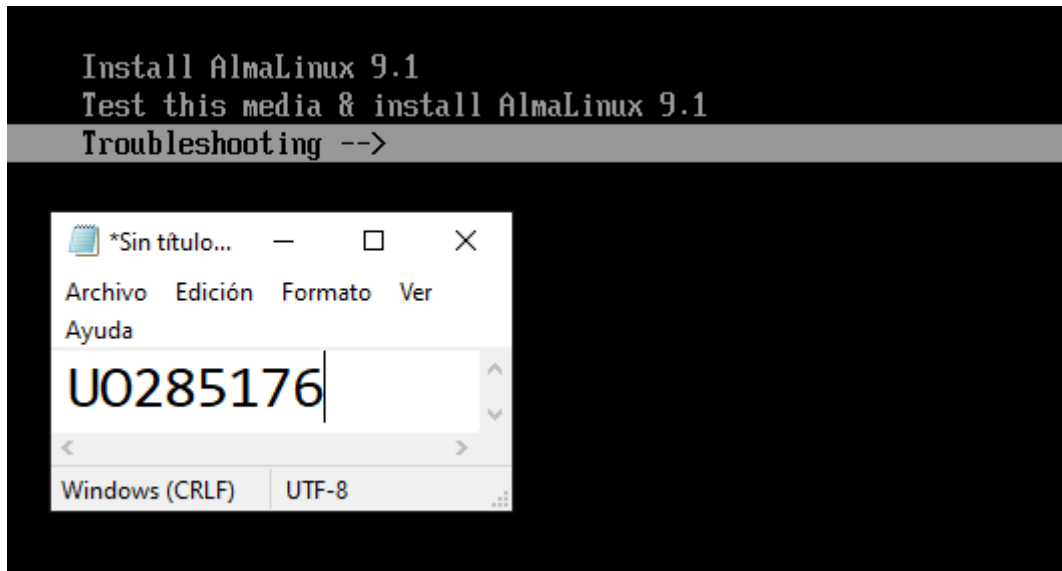 Install AlmaLinux 9.1
Test this media & install AlmaLinux 9.1
Troubleshooting -->
*Sin título...
Archivo Edición Formato Ver
Ayuda
UO285176
Windows (CRLF) UTF-8